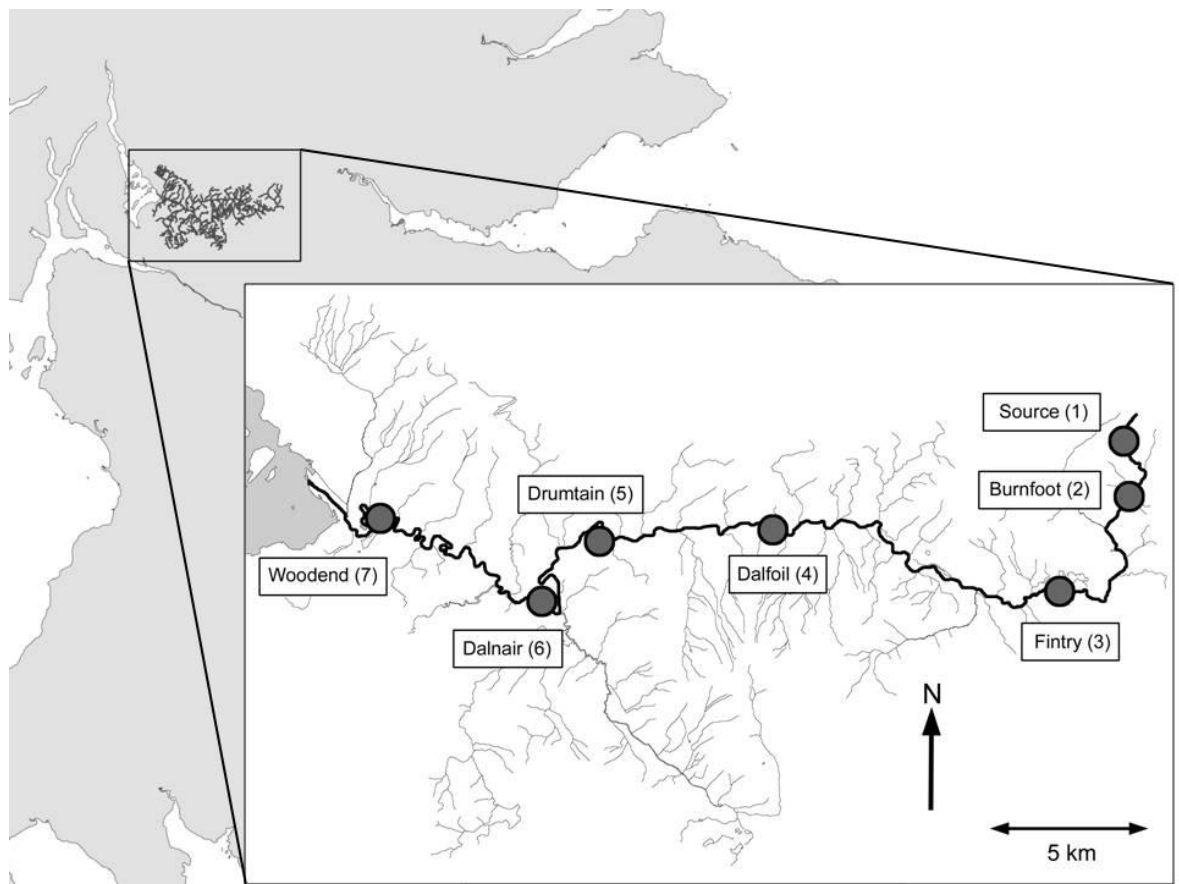 Source (1)
Burnfoot (2)
Drumtain (5)
Woodend (7)
Dalfoil (4)
Dalnair (6)
Fintry (3)
N
5 km